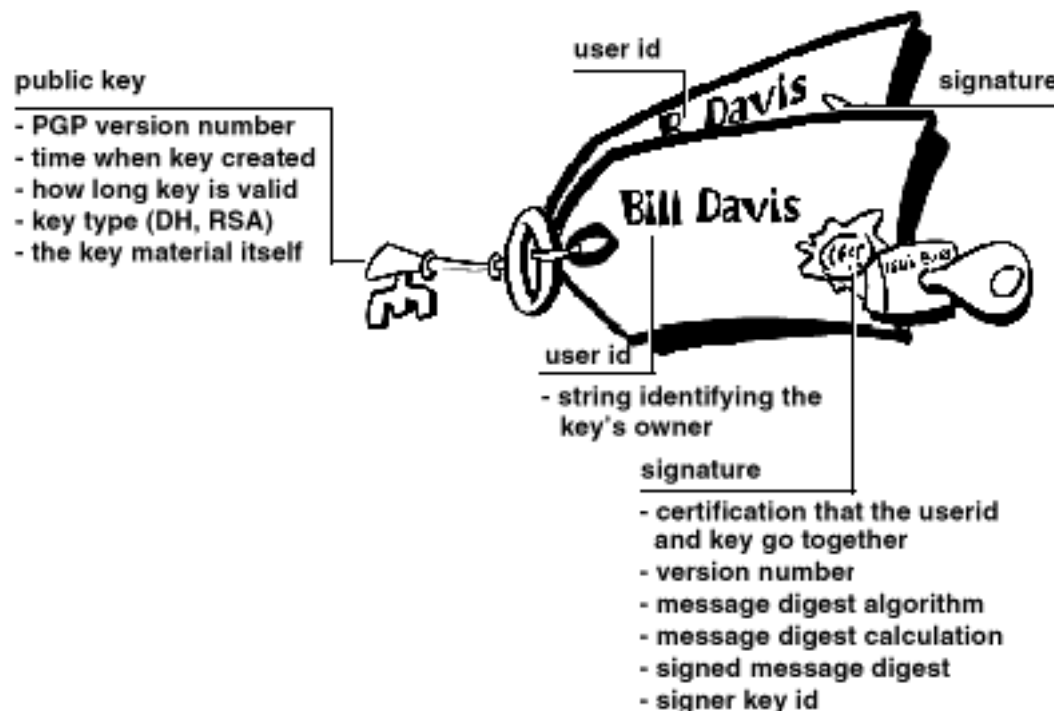 user id
public key
signature
Davis
- PGP version number
- time when key created
- how long key is valid
- key type (DH, RSA)
- the key material itself
Bill Davis
user id
- string identifying the
key's owner
signature
- certification that the userid
and key go together
- version number
- message digest algorithm
- message digest calculation
- signed message digest
- signer key id